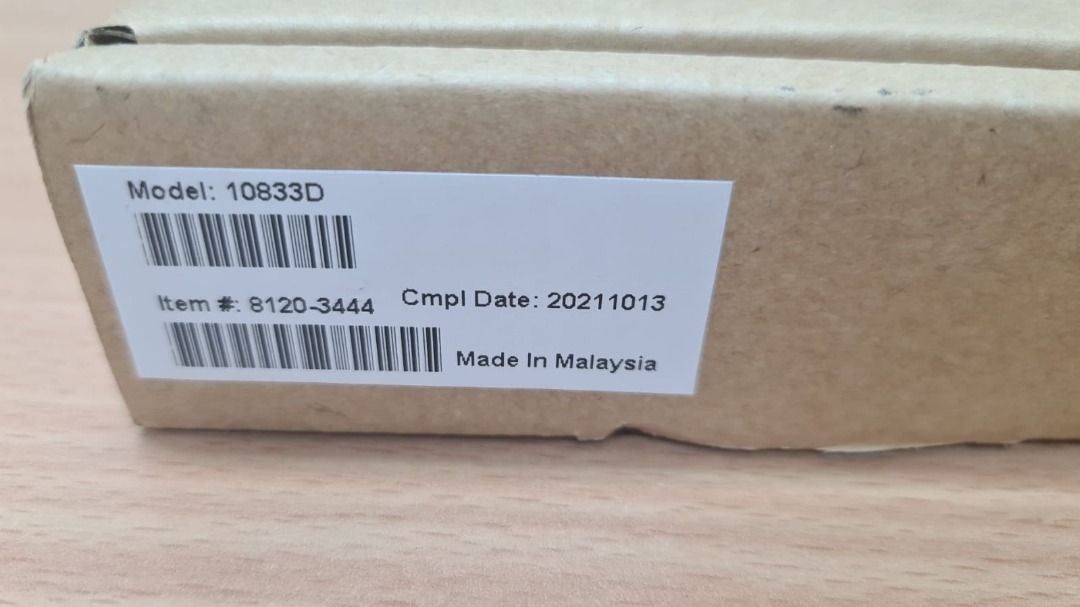 Model: 10833D
Item #: 8120-3444
Cmpl Date: 20211013
Made In Malaysia